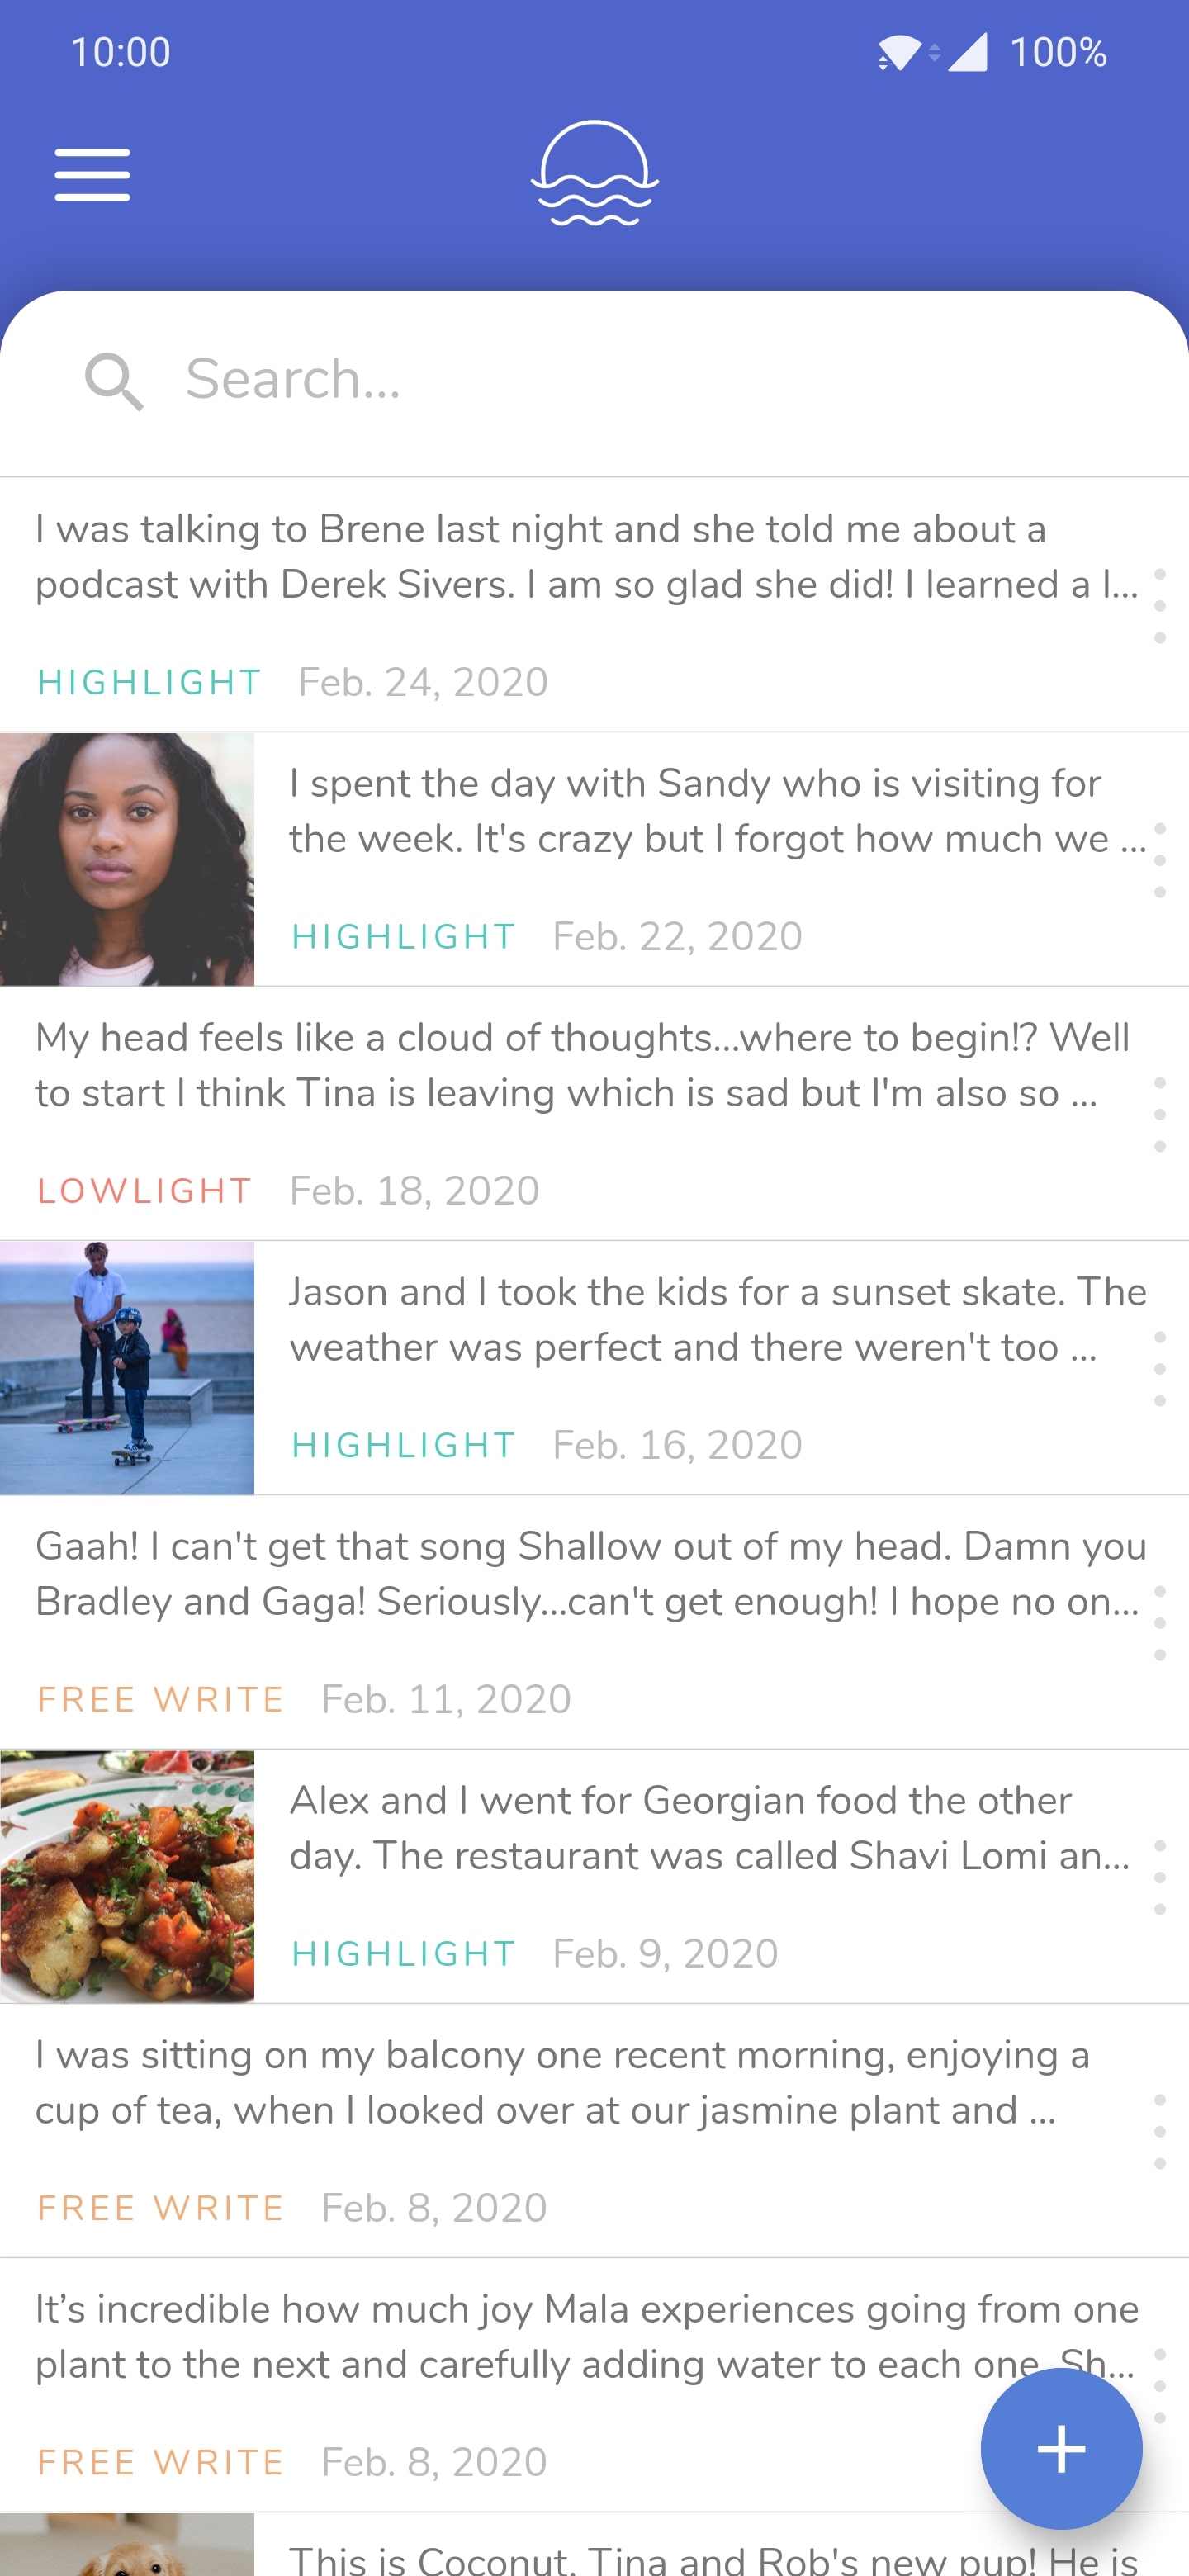 10:00
100%
Search...
I was talking to Brene last night and she told me about a
podcast with Derek Sivers. I am so glad she did! I learned a l...
HIGHLIGHT Feb. 24, 2020
I spent the day with Sandy who is visiting for
the week. It's crazy but I forgot how much we ...
HIGHLIGHT Feb. 22, 2020
My head feels like a cloud of thoughts...where to begin!? Well
to start I think Tina is leaving which is sad but I'm also so ...
LOWLIGHT Feb. 18, 2020
Jason and I took the kids for a sunset skate. The
weather was perfect and there weren't too ...
HIGHLIGHT Feb. 16, 2020
Gaah! I can't get that song Shallow out of my head. Damn you
Bradley and Gaga! Seriously...can't get enough! I hope no on...
FREE WRITE Feb. 11, 2020
Alex and I went for Georgian food the other
day. The restaurant was called Shavi Lomi an...
HIGHLIGHT Feb. 9, 2020
I was sitting on my balcony one recent morning, enjoying a
cup of tea, when I looked over at our jasmine plant and ...
FREE WRITE Feb. 8, 2020
It’s incredible how much joy Mala experiences going from one
plant to the next and carefully adding water to each one. Sh...
FREE WRITE Feb. 8, 2020
This is Coconut, Tina and Rob's new pup! He is